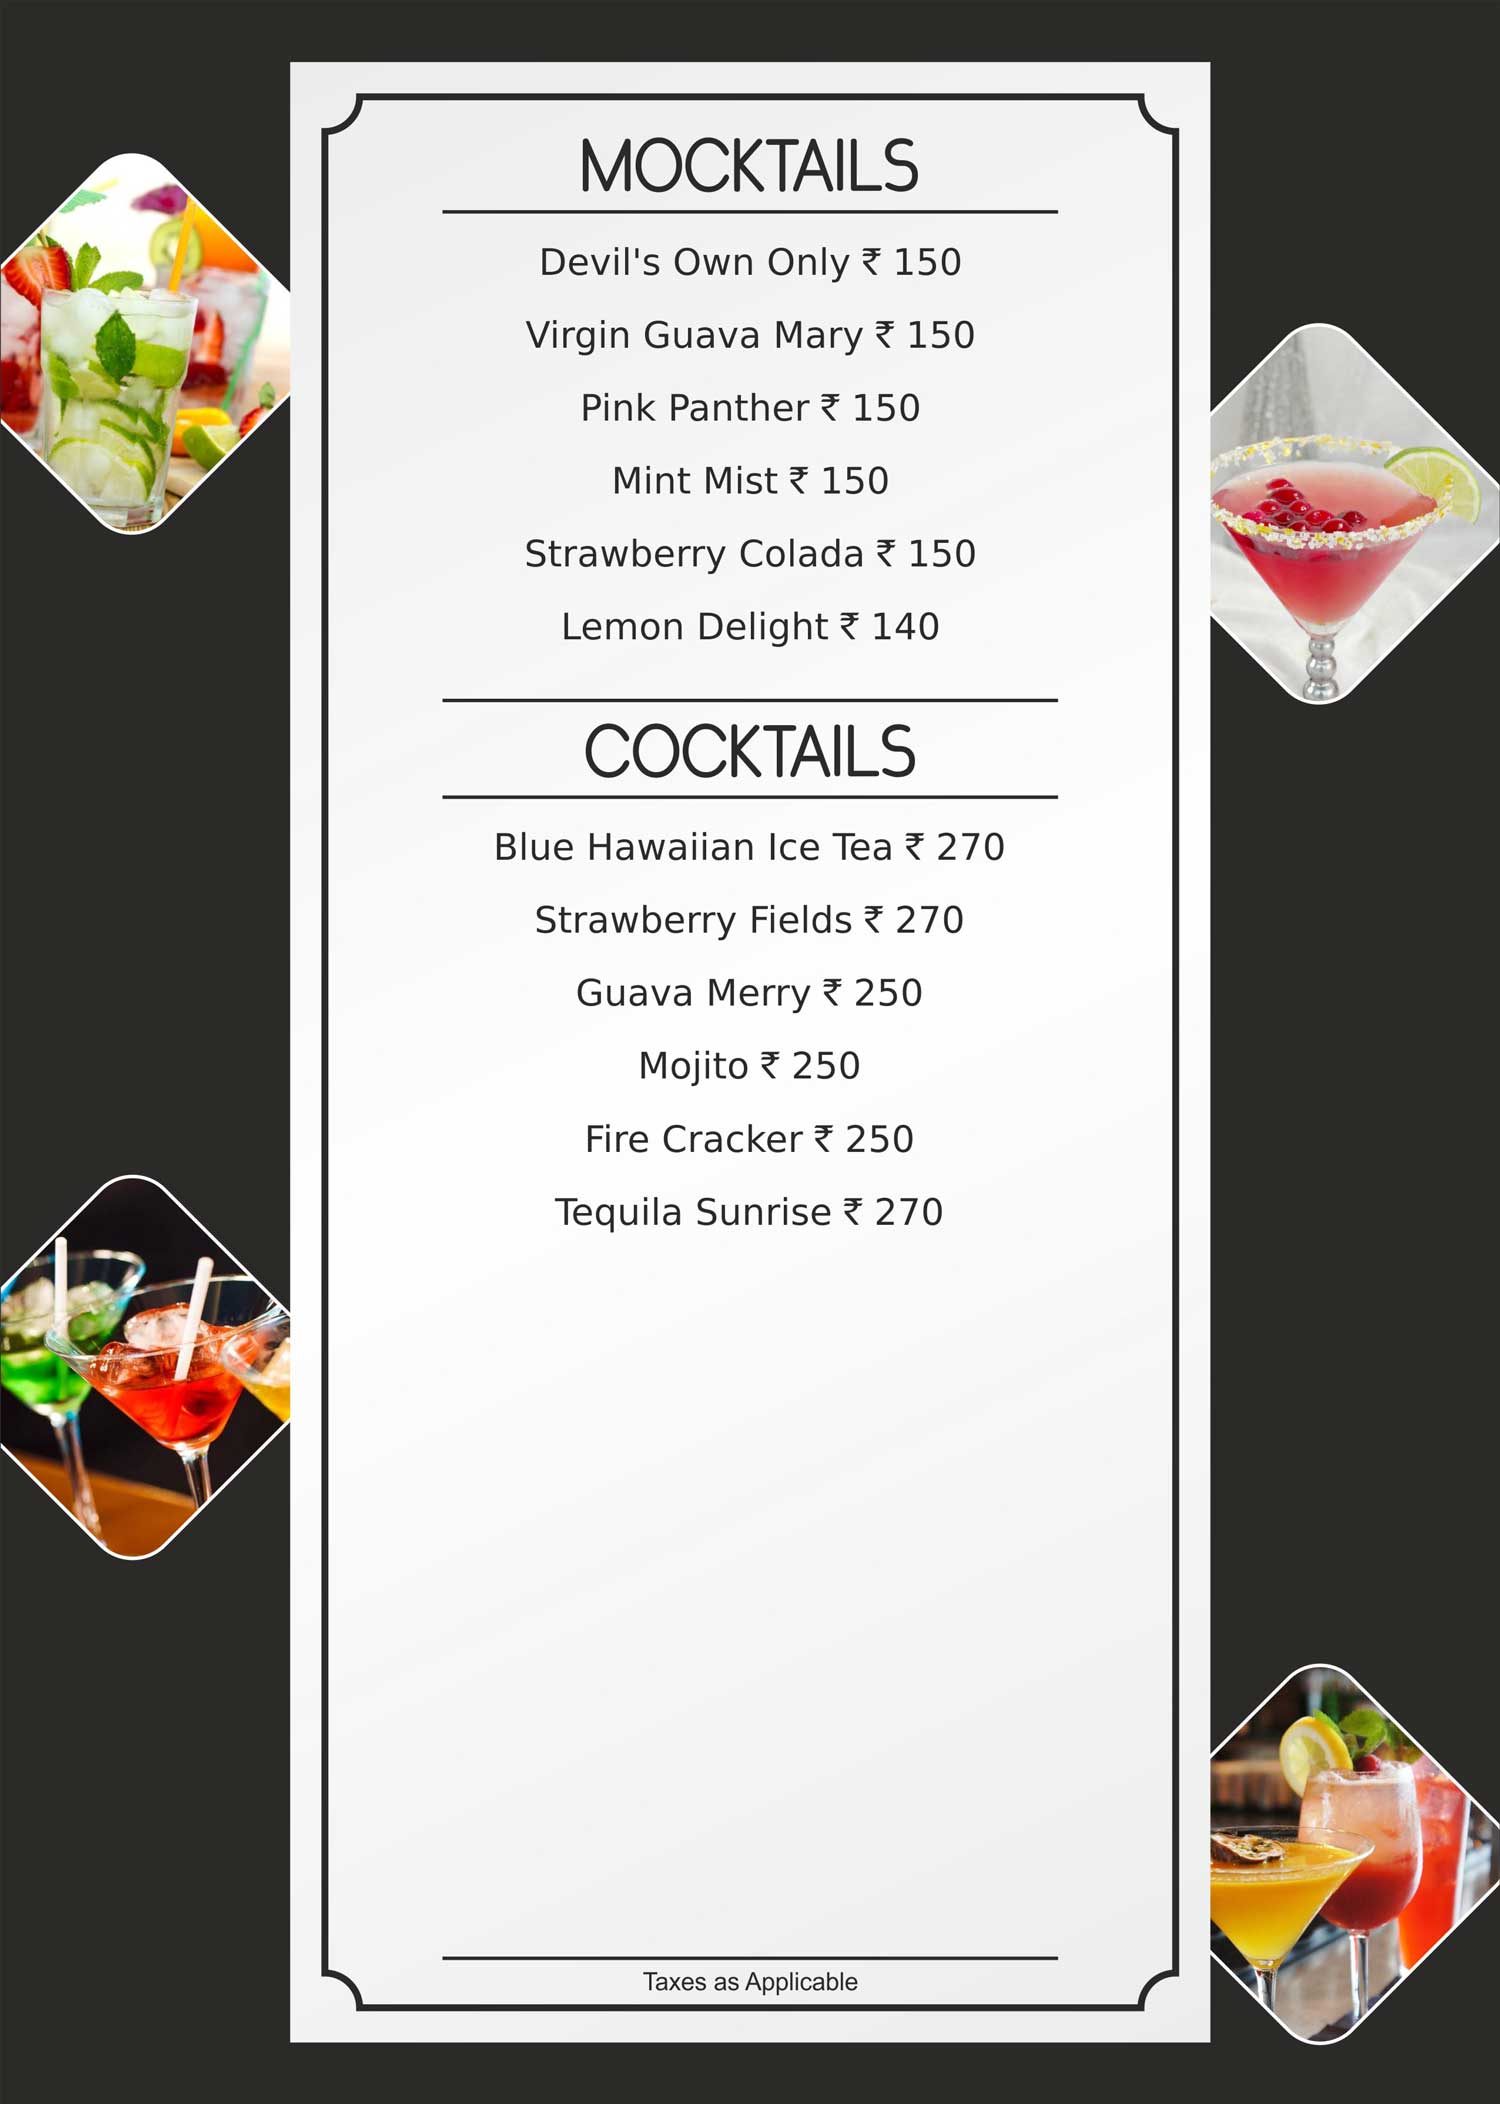 MOCKTAILS
Devil's Own Only ₹ 150
Virgin Guava Mary ₹ 150
Pink Panther ₹ 150
Mint Mist ₹ 150
Strawberry Colada ₹ 150
Lemon Delight ₹ 140
COCKTAILS
Blue Hawaiian Ice Tea ₹ 270
Strawberry Fields ₹ 270
Guava Merry ₹ 250
Mojito ₹ 250
Fire Cracker ₹ 250
Tequila Sunrise ₹ 270
Taxes as Applicable